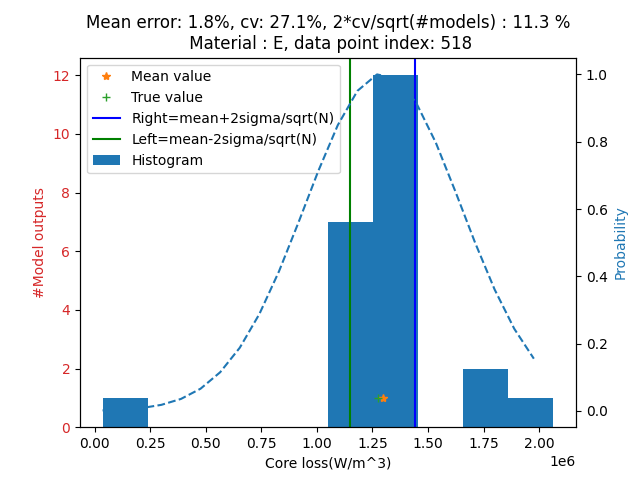 Mean error: 1.8%, cv: 27.1%, 2*cv/sqrt(#models) : 11.3 %
Material : E, data point index: 518
Mean value
True value
Right=mean+2sigma/sqrt(N)
Left=mean-2sigma/sqrt(N)
Histogram
#Model outputs
12
10
8
6
4
2
0
1.0
0.8
0.6
0.4
0.2
0.0
Probability
0.00 0.25 0.50 0.75 1.00 1.25 1.50 1.75 2.00
1e6
Core loss(W/m^3)